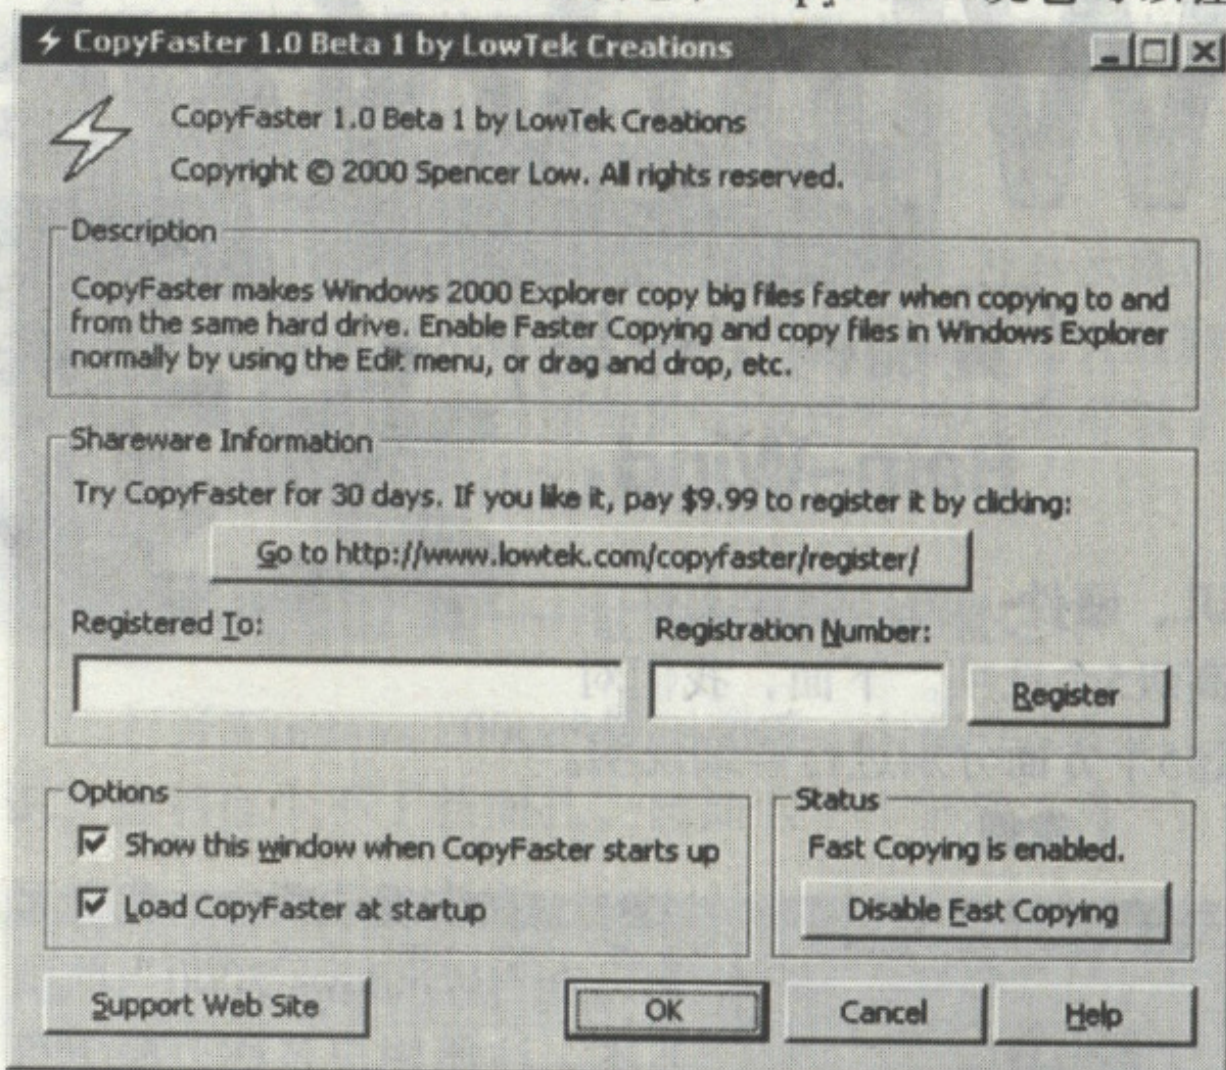 CopyFaster 1.0 Beta 1 by LowTek Creations
CopyFaster 1.0 Beta 1 by LowTek Creations
Copyright © 2000 Spencer Low. All rights reserved.
Description
CopyFaster makes Windows 2000 Explorer copy big files faster when copying to and
from the same hard drive. Enable Faster Copying and copy files in Windows Explorer
normally by using the Edit menu, or drag and drop, etc.
Shareware Information
Try CopyFaster for 30 days. If you like it, pay $9.99 to register it by clicking:
Go to http://www.lowtek.com/copyfaster/register/
Registered To:
Registration Number:
Register
Options
Status
Show this window when CopyFaster starts up
Fast Copying is enabled.
Load CopyFaster at startup
Disable Fast Copying
Support Web Site
OK
Cancel
Help